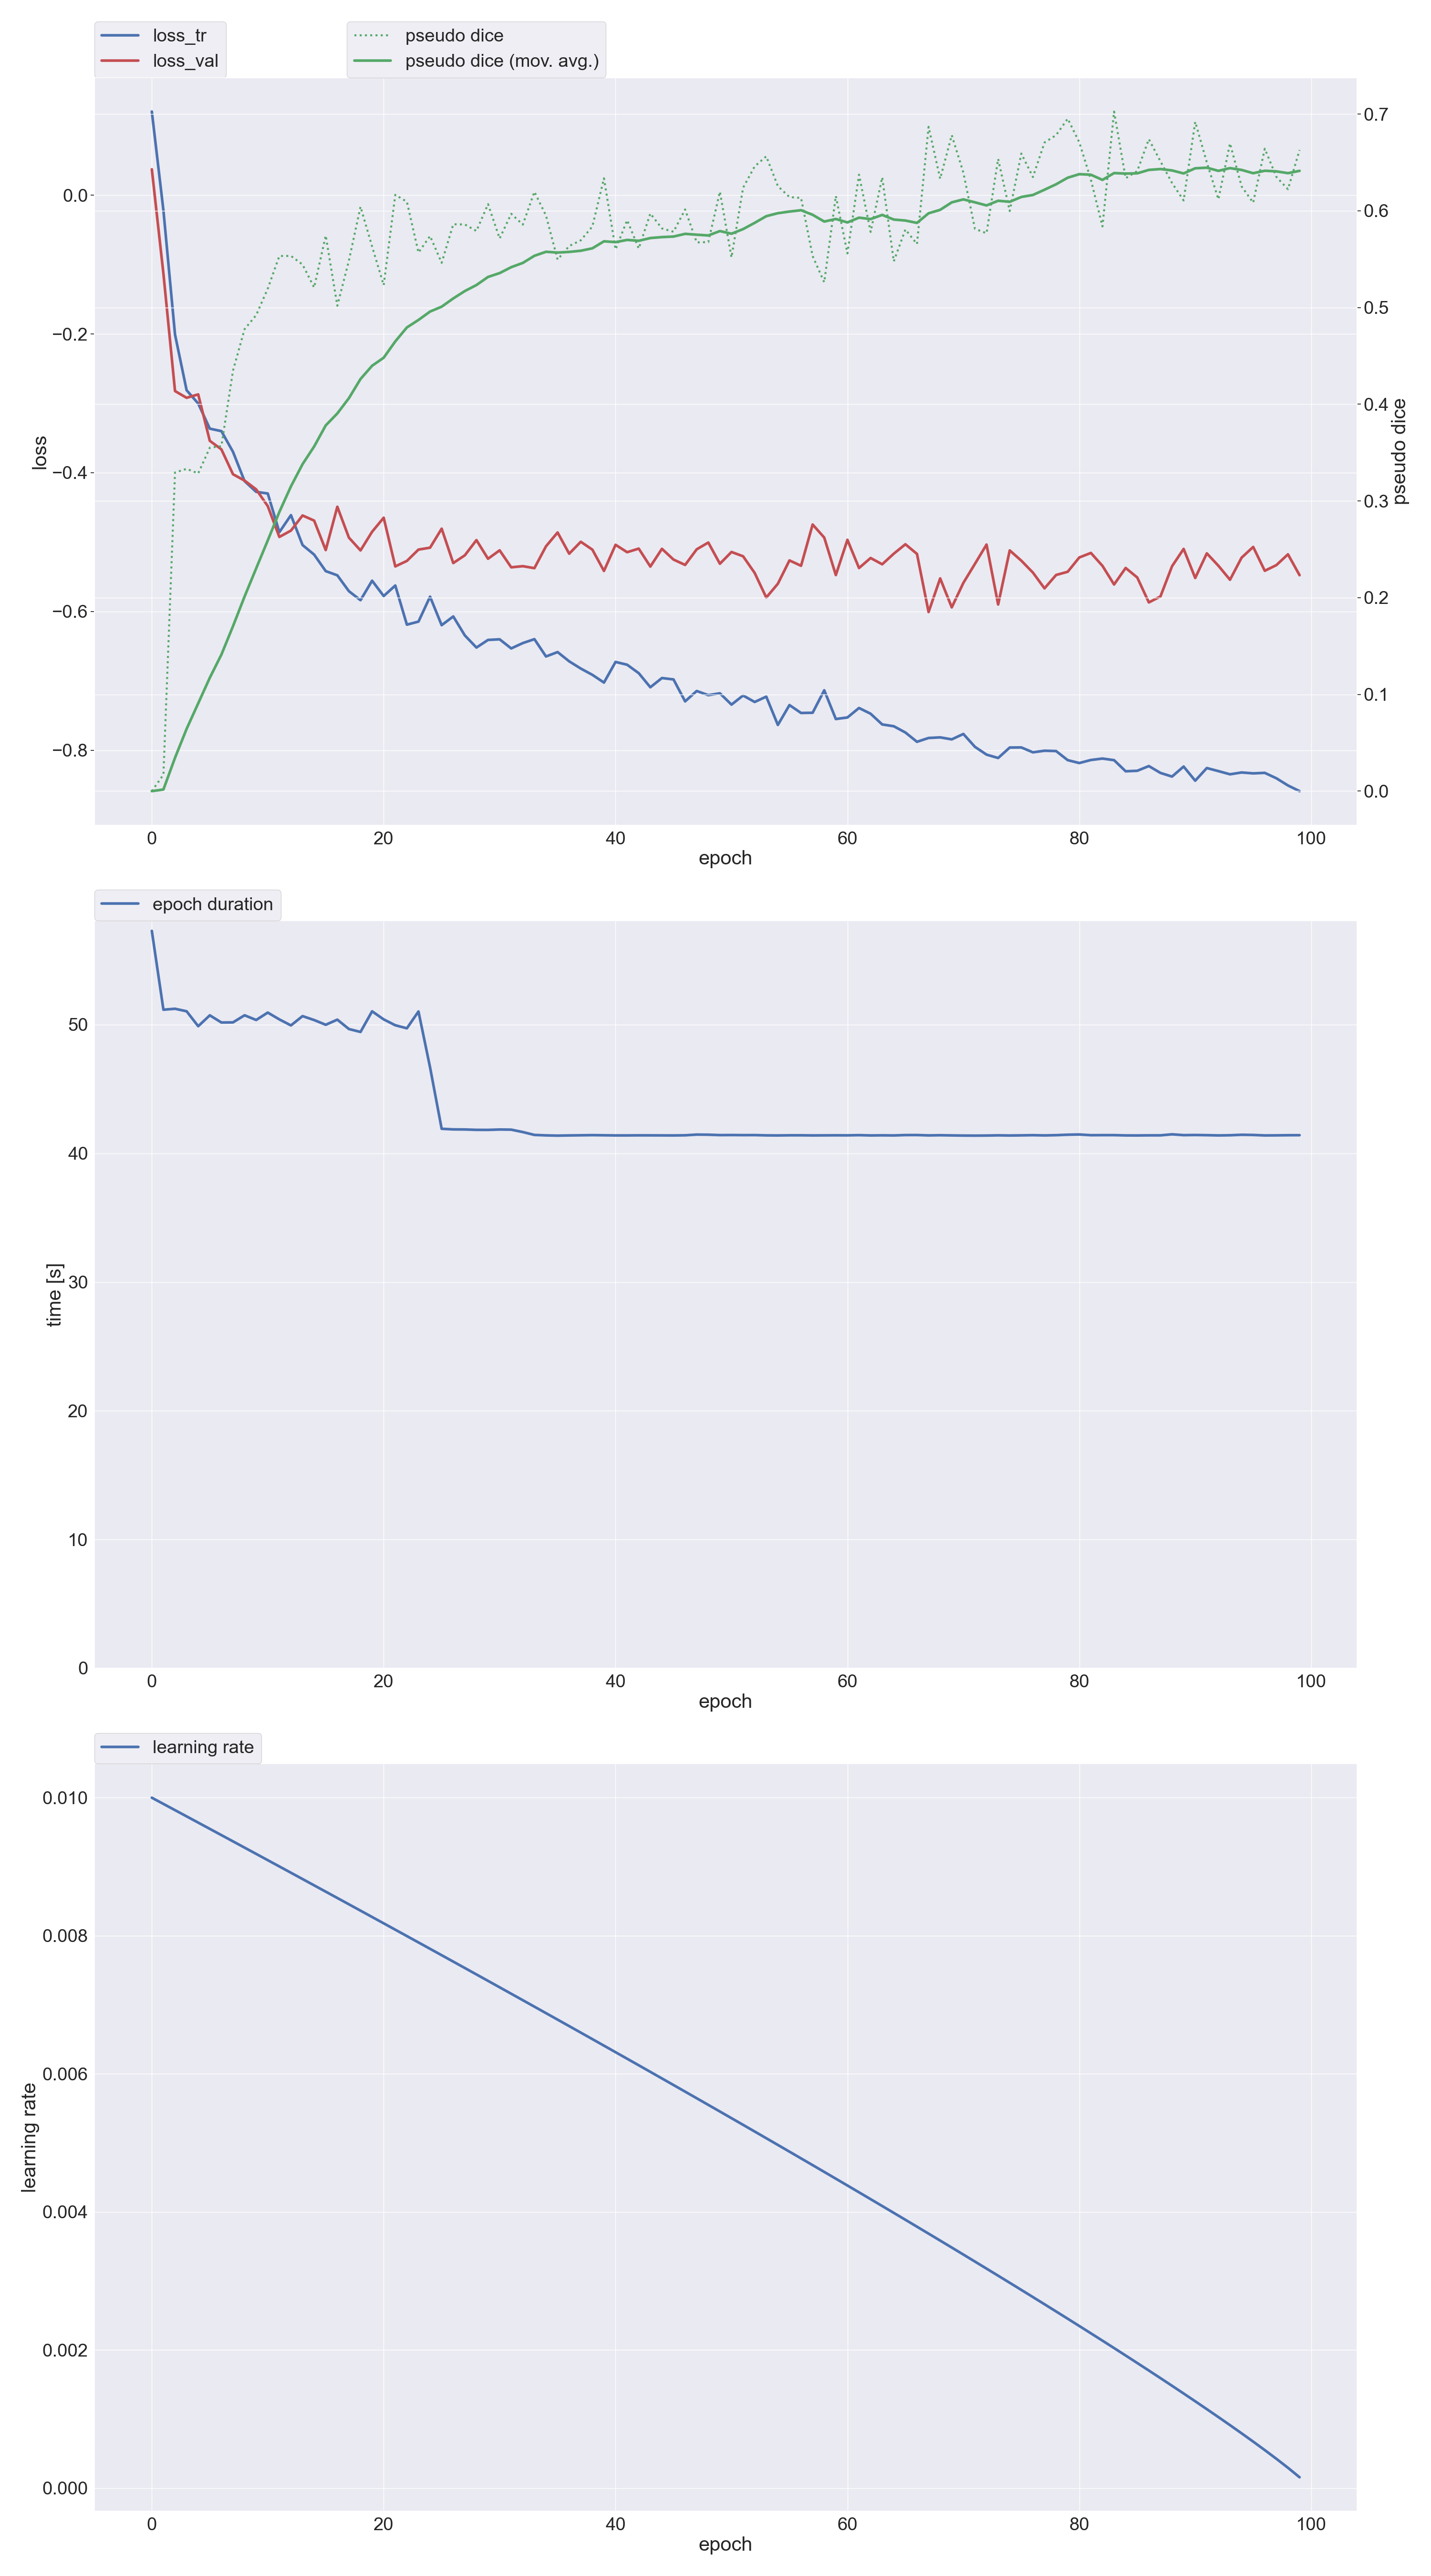 loss_tr
loss_val
pseudo dice
pseudo dice (mov. avg.)
0.0
−0.2
−0.4
−0.6
−0.8
loss
0.7
0.6
0.5
0.4
0.3
0.2
0.1
0.0
pseudo dice
0 20 40 60 80 100
epoch
epoch duration
50
40
30
20
10
0
time [s]
0 20 40 60 80 100
epoch
learning rate
0.010
0.008
0.006
0.004
0.002
0.000
learning rate
0 20 40 60 80 100
epoch